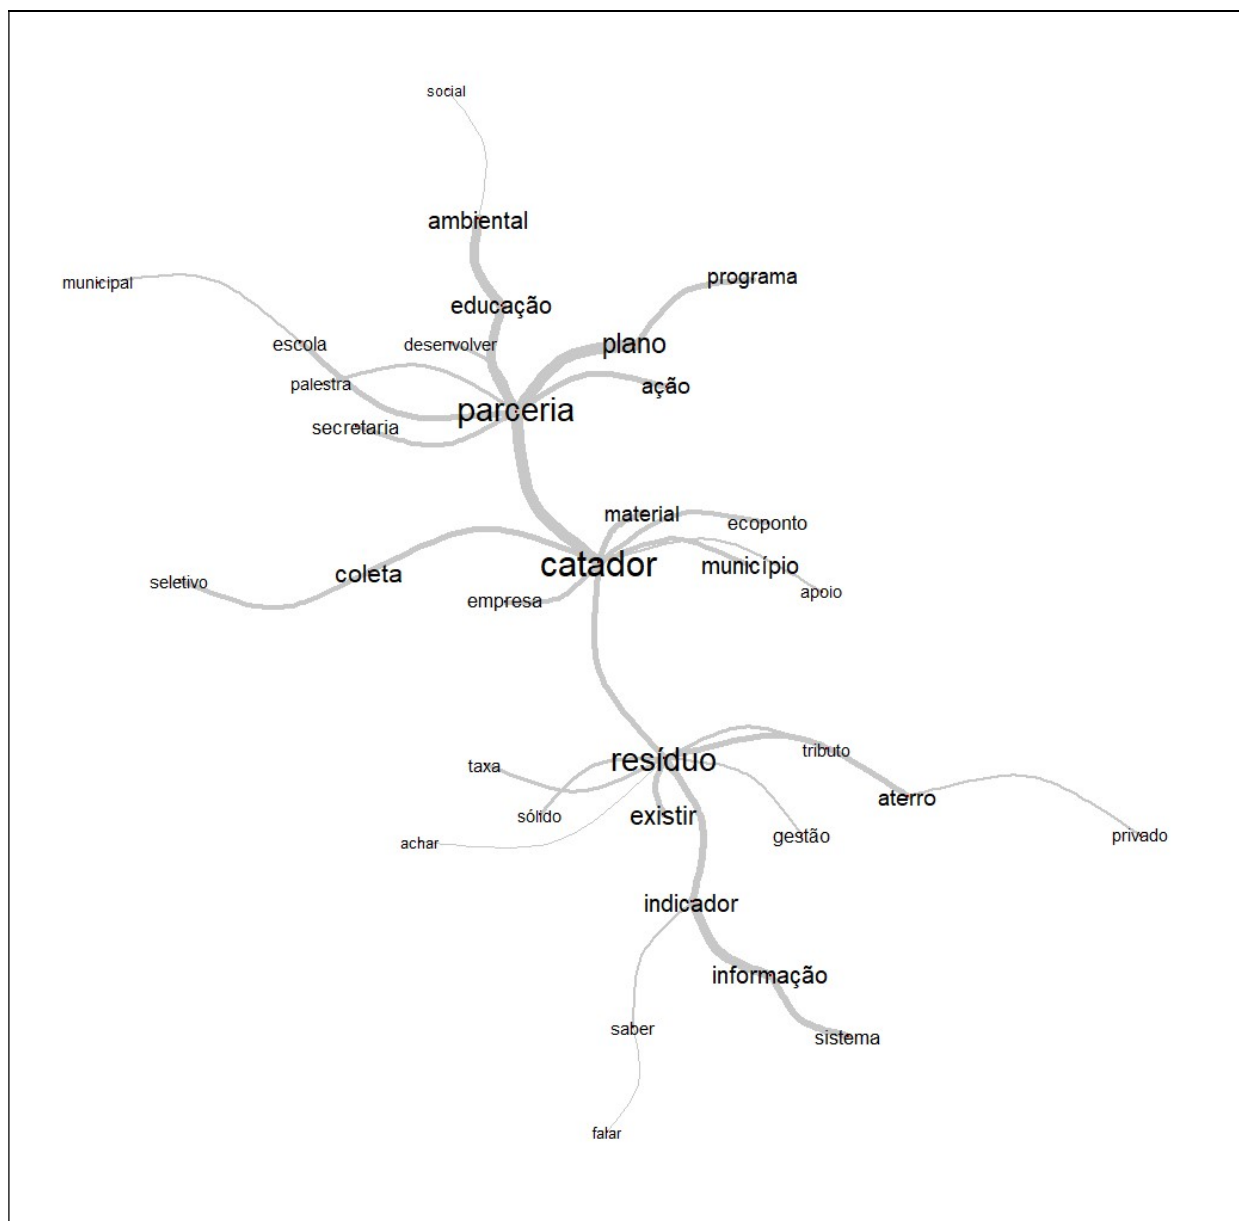 social
ambiental
programa
municipal
educação
plano
escola
desenvolver
palestra
ação
parceria
secretaria
material
ecoponto
catador
município
coleta
seletivo
apoio
empresa
tributo
resíduo
taxa
aterro
sólido
existir
gestão
privado
achar
indicador
informação
saber
sistema
falar